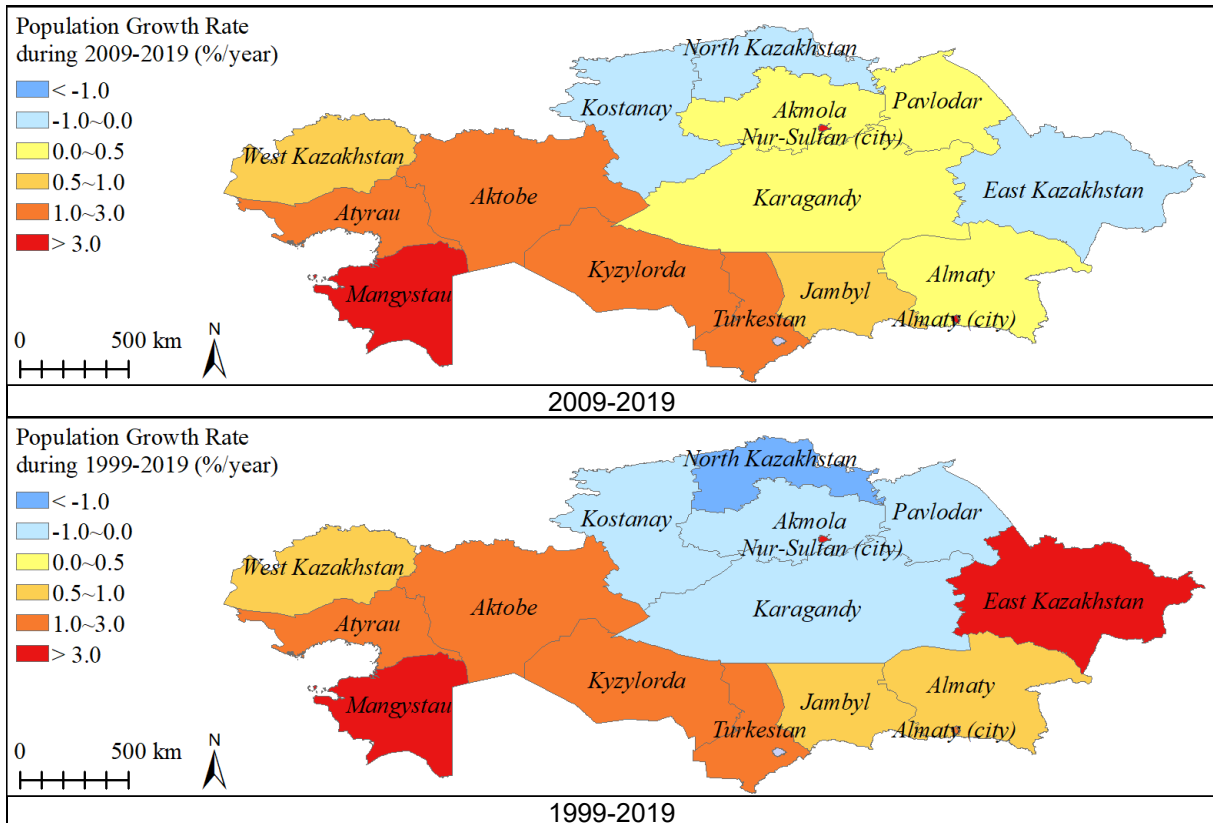 Population Growth Rate
during 2009-2019 (%/year)
< -1.0
-1.0~0.0
0.0~0.5
0.5~1.0
1.0~3.0
> 3.0
North Kazakhstan
Kostanay
Akmola
Pavlodar
Nur-Sultan (city)
West Kazakhstan
Aktobe
Karagandy
East Kazakhstan
Atyrau
Kyzylorda
Almaty
Mangystau
Jambyl
Turkestan
Almaty (city)
0 500 km
N
2009-2019
Population Growth Rate
during 1999-2019 (%/year)
< -1.0
-1.0~0.0
0.0~0.5
0.5~1.0
1.0~3.0
> 3.0
North Kazakhstan
Kostanay
Akmola
Pavlodar
Nur-Sultan (city)
West Kazakhstan
Aktobe
Karagandy
East Kazakhstan
Atyrau
Kyzylorda
Almaty
Mangystau
Jambyl
Turkestan
Almaty (city)
0 500 km
N
1999-2019